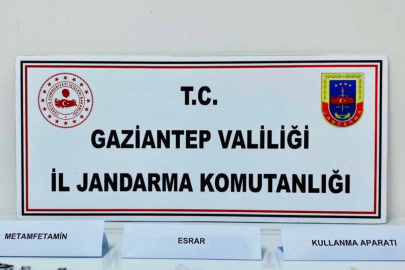 T.C.
GAZİANTEP VALİLİĞİ
İL JANDARMA KOMUTANLIĞI
METAMFETAMİN
ESRAR
KULLANMA APARATI